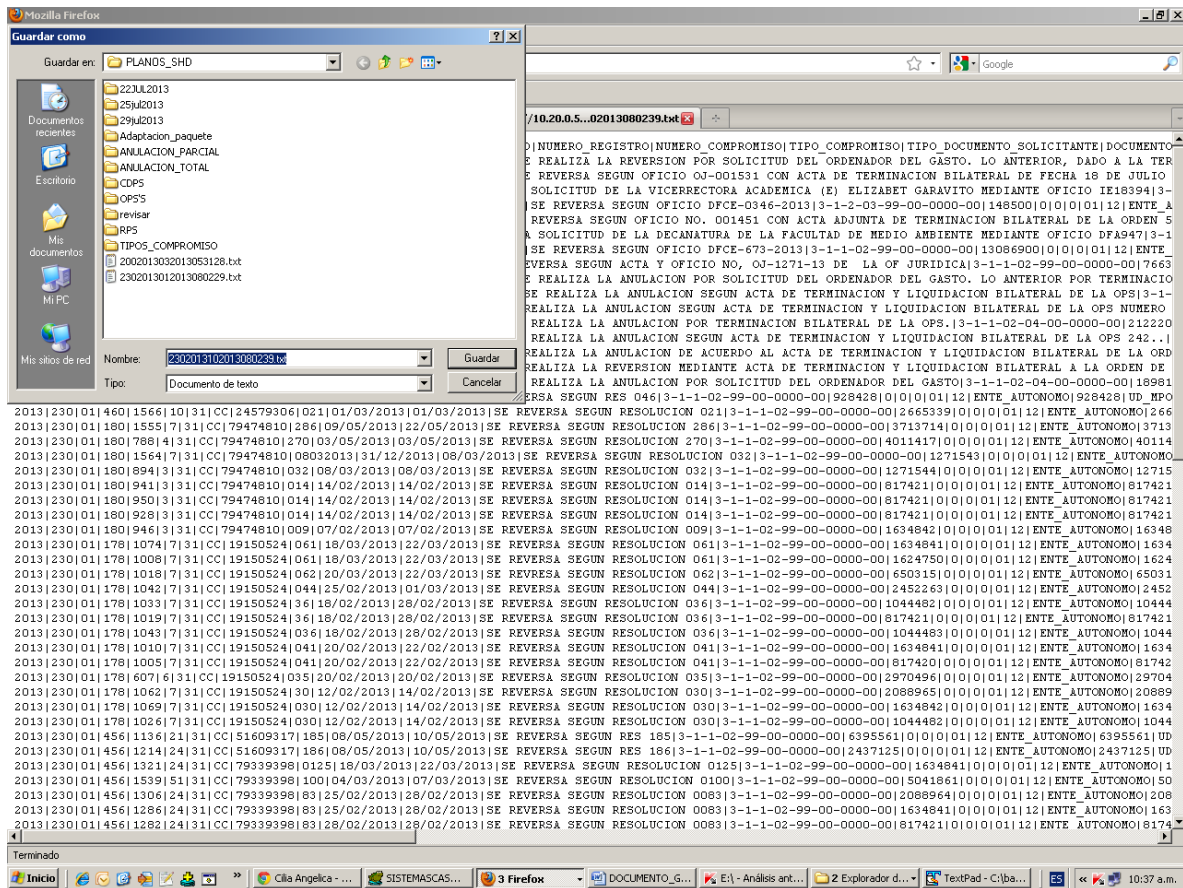 Mozilla Firefox
Guardar como
Guardar en:
PLANOS_SHD
Google
Documentos recientes
Escritorio
Mis documentos
Mi PC
Mis sitios de red
22JUL2013
25jul2013
29jul2013
Adaptacion_paquete
ANULACION_PARCIAL
ANULACION_TOTAL
CDPS
OPS'S
revisar
RPS
TIPOS_COMPROMISO
2002013032013053128.txt
2302013012013080229.txt
Nombre:
2302013102013080239.txt
Guardar
Tipo:
Documento de texto
Cancelar
/10.20.0.5...02013080239.txt
O|NUMERO_REGISTRO|NUMERO_COMPROMISO|TIPO_COMPROMISO|TIPO_DOCUMENTO_SOLICITANTE|DOCUMENTO
E REALIZA LA REVERSION POR SOLICITUD DEL ORDENADOR DEL GASTO. LO ANTERIOR, DADO A LA TER
E REVERSA SEGUN OFICIO OJ-001531 CON ACTA DE TERMINACION BILATERAL DE FECHA 18 DE JULIO
SOLICITUD DE LA VICERRECTORA ACADEMICA (E) ELIZABET GARAVITO MEDIANTE OFICIO IE18394|3-
|SE REVERSA SEGUN OFICIO DFCE-0346-2013|3-1-2-03-99-00-0000-00|148500|0|0|0|01|12|ENTE_A
REVERSA SEGUN OFICIO NO. 001451 CON ACTA ADJUNTA DE TERMINACION BILATERAL DE LA ORDEN 5
A SOLICITUD DE LA DECANATURA DE LA FACULTAD DE MEDIO AMBIENTE MEDIANTE OFICIO DFA947|3-1
|SE REVERSA SEGUN OFICIO DFCE-673-2013|3-1-1-02-99-00-0000-00|13086900|0|0|0|01|12|ENTE_
EVERSA SEGUN ACTA Y OFICIO NO, OJ-1271-13 DE  LA OF JURIDICA|3-1-1-02-99-00-0000-00|7663
E REALIZA LA ANULACION POR SOLICITUD DEL ORDENADOR DEL GASTO. LO ANTERIOR POR TERMINACIO
SE REALIZA LA ANULACION SEGUN ACTA DE TERMINACION Y LIQUIDACION BILATERAL DE LA OPS|3-1-
REALIZA LA ANULACION SEGUN ACTA DE TERMINACION Y LIQUIDACION BILATERAL DE LA OPS NUMERO
REALIZA LA ANULACION POR TERMINACION BILATERAL DE LA OPS.|3-1-1-02-04-00-0000-00|212220
REALIZA LA ANULACION SEGUN ACTA DE TERMINACION Y LIQUIDACION BILATERAL DE LA OPS 242..|
REALIZA LA ANULACION DE ACUERDO AL ACTA DE TERMINACION Y LIQUIDACION BILATERAL DE LA ORD
REALIZA LA REVERSION MEDIANTE ACTA DE TERMINACION Y LIQUIDACION BILATERAL A LA ORDEN DE
REALIZA LA ANULACION POR SOLICITUD DEL ORDENADOR DEL GASTO|3-1-1-02-04-00-0000-00|18981
ERSA SEGUN RES 046|3-1-1-02-99-00-0000-00|928428|0|0|0|01|12|ENTE_AUTONOMO|928428|UD_MPO
2013|230|01|460|1566|10|31|CC|24579306|021|01/03/2013|01/03/2013|SE REVERSA SEGUN RESOLUCION 021|3-1-1-02-99-00-0000-00|2665339|0|0|0|01|12|ENTE_AUTONOMO|266
2013|230|01|180|1555|7|31|CC|79474810|286|09/05/2013|22/05/2013|SE REVERSA SEGUN RESOLUCION 286|3-1-1-02-99-00-0000-00|3713714|0|0|0|01|12|ENTE_AUTONOMO|3713
2013|230|01|180|788|4|31|CC|79474810|270|03/05/2013|03/05/2013|SE REVERSA SEGUN RESOLUCION 270|3-1-1-02-99-00-0000-00|4011417|0|0|0|01|12|ENTE_AUTONOMO|40114
2013|230|01|180|1564|7|31|CC|79474810|08032013|31/12/2013|08/03/2013|SE REVERSA SEGUN RESOLUCION 032|3-1-1-02-99-00-0000-00|1271543|0|0|0|01|12|ENTE_AUTONOMO
2013|230|01|180|894|3|31|CC|79474810|032|08/03/2013|08/03/2013|SE REVERSA SEGUN RESOLUCION 032|3-1-1-02-99-00-0000-00|1271544|0|0|0|01|12|ENTE_AUTONOMO|12715
2013|230|01|180|941|3|31|CC|79474810|014|14/02/2013|14/02/2013|SE REVERSA SEGUN RESOLUCION 014|3-1-1-02-99-00-0000-00|817421|0|0|0|01|12|ENTE_AUTONOMO|817421
2013|230|01|180|950|3|31|CC|79474810|014|14/02/2013|14/02/2013|SE REVERSA SEGUN RESOLUCION 014|3-1-1-02-99-00-0000-00|817421|0|0|0|01|12|ENTE_AUTONOMO|817421
2013|230|01|180|928|3|31|CC|79474810|014|14/02/2013|14/02/2013|SE REVERSA SEGUN RESOLUCION 014|3-1-1-02-99-00-0000-00|817421|0|0|0|01|12|ENTE_AUTONOMO|817421
2013|230|01|180|946|3|31|CC|79474810|009|07/02/2013|07/02/2013|SE REVERSA SEGUN RESOLUCION 009|3-1-1-02-99-00-0000-00|1634842|0|0|0|01|12|ENTE_AUTONOMO|16348
2013|230|01|178|1074|7|31|CC|19150524|061|18/03/2013|22/03/2013|SE REVERSA SEGUN RESOLUCION 061|3-1-1-02-99-00-0000-00|1634841|0|0|0|01|12|ENTE_AUTONOMO|1634
2013|230|01|178|1008|7|31|CC|19150524|061|18/03/2013|22/03/2013|SE REVERSA SEGUN RESOLUCION 061|3-1-1-02-99-00-0000-00|1624750|0|0|0|01|12|ENTE_AUTONOMO|1624
2013|230|01|178|1018|7|31|CC|19150524|062|20/03/2013|22/03/2013|SE REVRESA SEGUN RESOLUCION 062|3-1-1-02-99-00-0000-00|650315|0|0|0|01|12|ENTE_AUTONOMO|65031
2013|230|01|178|1042|7|31|CC|19150524|044|25/02/2013|01/03/2013|SE REVERSA SEGUN RESOLUCION 044|3-1-1-02-99-00-0000-00|2452263|0|0|0|01|12|ENTE_AUTONOMO|2452
2013|230|01|178|1033|7|31|CC|19150524|36|18/02/2013|28/02/2013|SE REVERSA SEGUN RESOLUCION 036|3-1-1-02-99-00-0000-00|1044482|0|0|0|01|12|ENTE_AUTONOMO|10444
2013|230|01|178|1019|7|31|CC|19150524|36|18/02/2013|28/02/2013|SE REVERSA SEGUN RESOLUCION 036|3-1-1-02-99-00-0000-00|817421|0|0|0|01|12|ENTE_AUTONOMO|817421
2013|230|01|178|1043|7|31|CC|19150524|036|18/02/2013|28/02/2013|SE REVERSA SEGUN RESOLUCION 036|3-1-1-02-99-00-0000-00|1044483|0|0|0|01|12|ENTE_AUTONOMO|1044
2013|230|01|178|1010|7|31|CC|19150524|041|20/02/2013|22/02/2013|SE REVERSA SEGUN RESOLUCION 041|3-1-1-02-99-00-0000-00|1634841|0|0|0|01|12|ENTE_AUTONOMO|1634
2013|230|01|178|1005|7|31|CC|19150524|041|20/02/2013|22/02/2013|SE REVERSA SEGUN RESOLUCION 041|3-1-1-02-99-00-0000-00|817420|0|0|0|01|12|ENTE_AUTONOMO|81742
2013|230|01|178|607|6|31|CC|19150524|035|20/02/2013|20/02/2013|SE REVERSA SEGUN RESOLUCION 035|3-1-1-02-99-00-0000-00|2970496|0|0|0|01|12|ENTE_AUTONOMO|29704
2013|230|01|178|1062|7|31|CC|19150524|30|12/02/2013|14/02/2013|SE REVERSA SEGUN RESOLUCION 030|3-1-1-02-99-00-0000-00|2088965|0|0|0|01|12|ENTE_AUTONOMO|20889
2013|230|01|178|1069|7|31|CC|19150524|030|12/02/2013|14/02/2013|SE REVERSA SEGUN RESOLUCION 030|3-1-1-02-99-00-0000-00|1634842|0|0|0|01|12|ENTE_AUTONOMO|1634
2013|230|01|178|1026|7|31|CC|19150524|030|12/02/2013|14/02/2013|SE REVERSA SEGUN RESOLUCION 030|3-1-1-02-99-00-0000-00|1044482|0|0|0|01|12|ENTE_AUTONOMO|1044
2013|230|01|456|1136|21|31|CC|51609317|185|08/05/2013|10/05/2013|SE REVERSA SEGUN RES 185|3-1-1-02-99-00-0000-00|6395561|0|0|0|01|12|ENTE_AUTONOMO|6395561|UD
2013|230|01|456|1214|24|31|CC|51609317|186|08/05/2013|10/05/2013|SE REVERSA SEGUN RES 186|3-1-1-02-99-00-0000-00|2437125|0|0|0|01|12|ENTE_AUTONOMO|2437125|UD
2013|230|01|456|1321|24|31|CC|79339398|0125|18/03/2013|22/03/2013|SE REVERSA SEGUN RESOLUCION 0125|3-1-1-02-99-00-0000-00|1634841|0|0|0|01|12|ENTE_AUTONOMO|1
2013|230|01|456|1539|51|31|CC|79339398|100|04/03/2013|07/03/2013|SE REVERSA SEGUN RESOLUCION 0100|3-1-1-02-99-00-0000-00|5041861|0|0|0|01|12|ENTE_AUTONOMO|50
2013|230|01|456|1306|24|31|CC|79339398|83|25/02/2013|28/02/2013|SE REVERSA SEGUN RESOLUCION 0083|3-1-1-02-99-00-0000-00|2088964|0|0|0|01|12|ENTE_AUTONOMO|208
2013|230|01|456|1286|24|31|CC|79339398|83|25/02/2013|28/02/2013|SE REVERSA SEGUN RESOLUCION 0083|3-1-1-02-99-00-0000-00|1634841|0|0|0|01|12|ENTE_AUTONOMO|163
2013|230|01|456|1282|24|31|CC|79339398|83|28/02/2013|28/02/2013|SE REVERSA SEGUN RESOLUCION 0083|3-1-1-02-99-00-0000-00|817421|0|0|0|01|12|ENTE AUTONOMO|8174
Terminado
Inicio
Cilia Angelica - ...
SISTEMASCAS...
3 Firefox
DOCUMENTO_G...
E:\ - Análisis ant...
2 Explorador d...
TextPad - C:\ba...
ES
10:37 a.m.